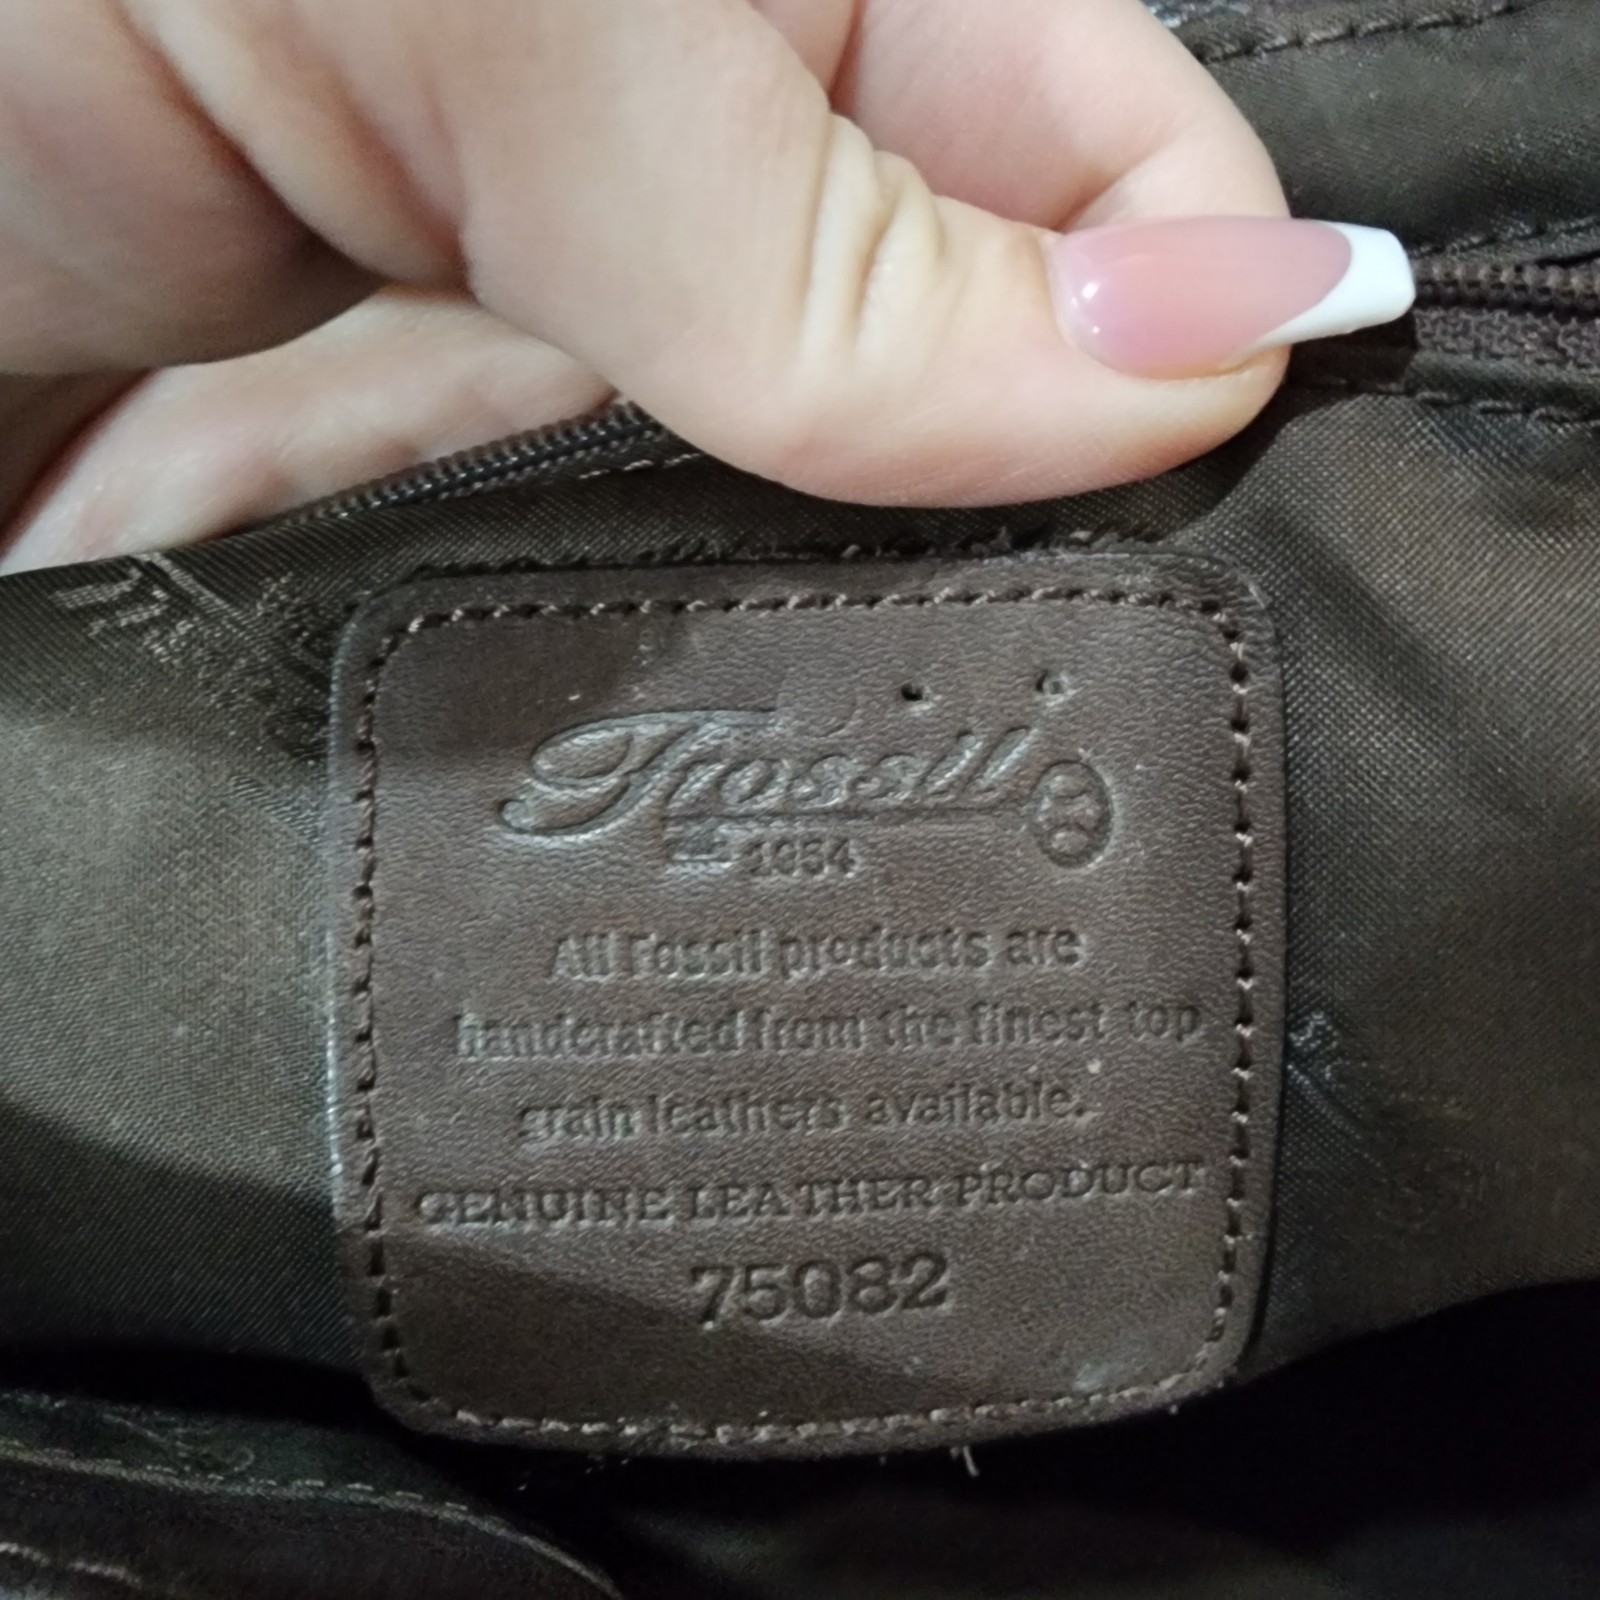 Fossil
1954
All Fossil products are
handcrafted from the finest top
grain leathers available.
GENUINE LEATHER PRODUCT
75082